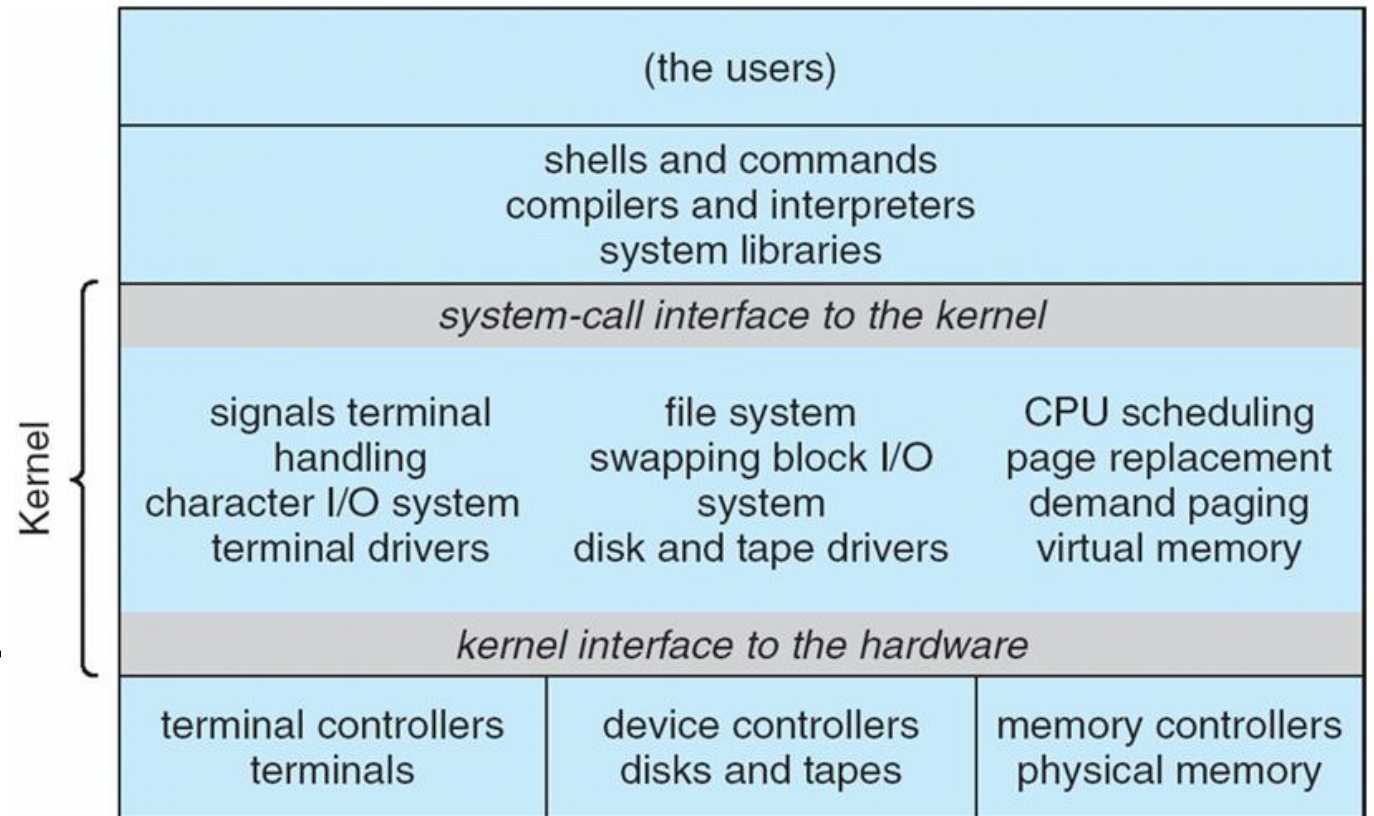 (the users)
shells and commands
compilers and interpreters
system libraries
Kernel
system-call interface to the kernel
signals terminal
handling
character I/O system
terminal drivers
file system
swapping block I/O
system
disk and tape drivers
CPU scheduling
page replacement
demand paging
virtual memory
kernel interface to the hardware
terminal controllers
terminals
device controllers
disks and tapes
memory controllers
physical memory